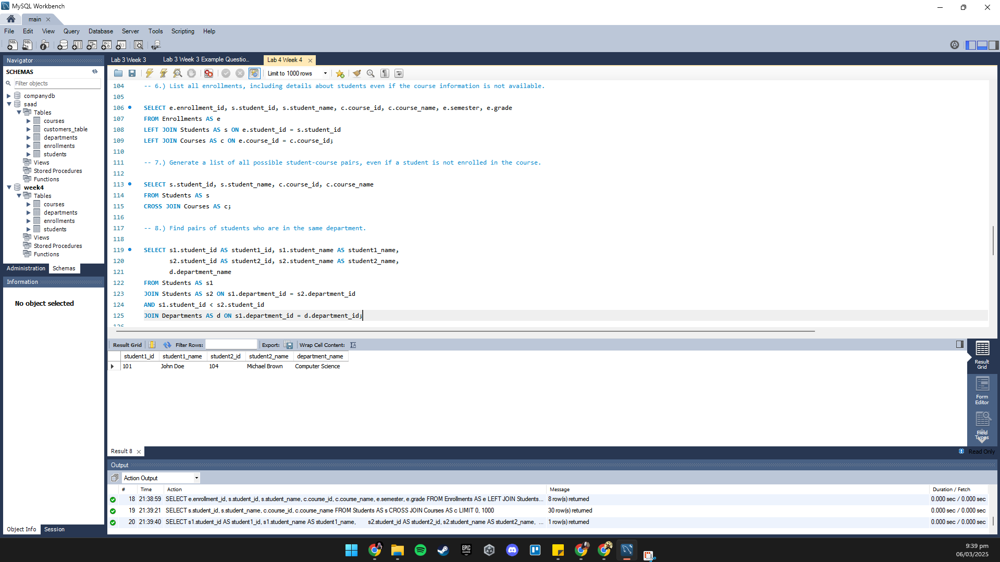 MySQL Workbench
main
File Edit View Query Database Server Tools Scripting Help
Navigator
SCHEMAS
Filter objects
companydb
saad
Tables
courses
customers_table
departments
enrollments
students
Views
Stored Procedures
Functions
week4
Tables
courses
departments
enrollments
students
Views
Stored Procedures
Functions
Administration Schemas
Information
No object selected
Object Info Session
Lab 3 Week 3 Lab 3 Week 3 Example Questio... Lab 4 Week 4
Limit to 1000 rows
104 -- 6.) List all enrollments, including details about students even if the course information is not available.
105
106 SELECT e.enrollment_id, s.student_id, s.student_name, c.course_id, c.course_name, e.semester, e.grade
107 FROM Enrollments AS e
108 LEFT JOIN Students AS s ON e.student_id = s.student_id
109 LEFT JOIN Courses AS c ON e.course_id = c.course_id;
110
111 -- 7.) Generate a list of all possible student-course pairs, even if a student is not enrolled in the course.
112
113 SELECT s.student_id, s.student_name, c.course_id, c.course_name
114 FROM Students AS s
115 CROSS JOIN Courses AS c;
116
117 -- 8.) Find pairs of students who are in the same department.
118
119 SELECT s1.student_id AS student1_id, s1.student_name AS student1_name,
120 s2.student_id AS student2_id, s2.student_name AS student2_name,
121 d.department_name
122 FROM Students AS s1
123 JOIN Students AS s2 ON s1.department_id = s2.department_id
124 AND s1.student_id < s2.student_id
125 JOIN Departments AS d ON s1.department_id = d.department_id;
126
Result Grid Filter Rows: Export: Wrap Cell Content:
student1_id student1_name student2_id student2_name department_name
101 John Doe 104 Michael Brown Computer Science
Result Grid
Form Editor
Field Types
Result 8
Read Only
Output
Action Output
# Time Action Message Duration / Fetch
18 21:38:59 SELECT e.enrollment_id, s.student_id, s.student_name, c.course_id, c.course_name, e.semester, e.grade FROM Enrollments AS e LEFT JOIN Students... 8 row(s) returned 0.000 sec / 0.000 sec
19 21:39:21 SELECT s.student_id, s.student_name, c.course_id, c.course_name FROM Students AS s CROSS JOIN Courses AS c LIMIT 0, 1000 30 row(s) returned 0.000 sec / 0.000 sec
20 21:39:40 SELECT s1.student_id AS student1_id, s1.student_name AS student1_name, s2.student_id AS student2_id, s2.student_name AS student2_name, ... 1 row(s) returned 0.000 sec / 0.000 sec
EPIC GAMES
9:39 pm
06/03/2025